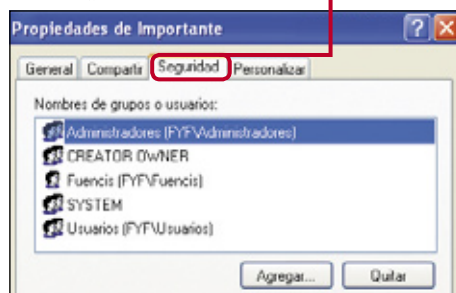 Propiedades de Importante
General Compartir Seguridad Personalizar
Nombres de grupos o usuarios:
Administradores (FYF\Administradores)
CREATOR OWNER
Fuencis (FYF\Fuencis)
SYSTEM
Usuarios (FYF\Usuarios)
Agregar... Quitar